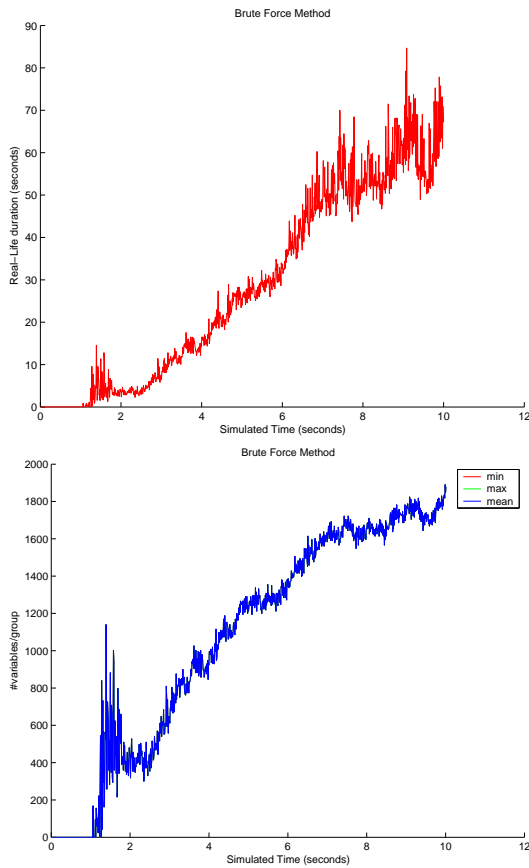 Brute Force Method
90
80
70
60
50
40
30
20
10
0
0 2 4 6 8 10 12
Real-Life duration (seconds)
Simulated Time (seconds)
Brute Force Method
2000
1800
1600
1400
1200
1000
800
600
400
200
0
0 2 4 6 8 10 12
#variables/group
Simulated Time (seconds)
min
max
mean